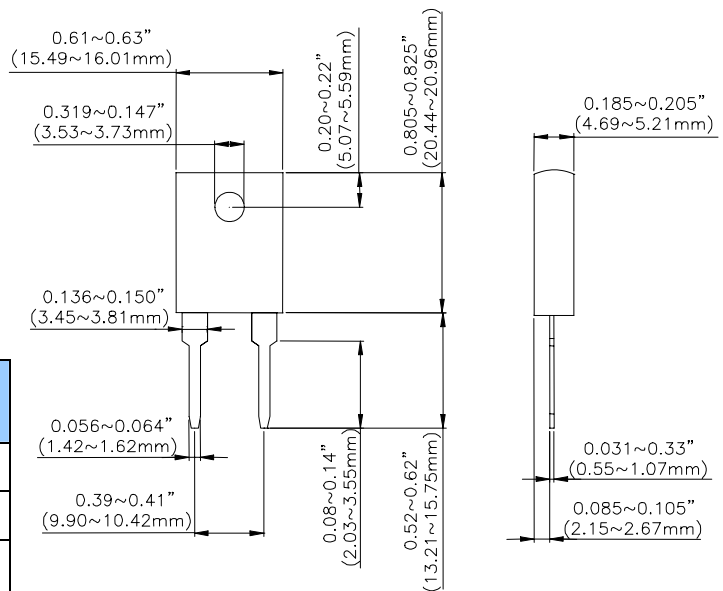 0.61~0.63”
(15.49~16.01mm)
0.319~0.147”
(3.53~3.73mm)
0.20~0.22”
(5.07~5.59mm)
0.805~0.825”
(20.44~20.96mm)
0.185~0.205”
(4.69~5.21mm)
0.136~0.150”
(3.45~3.81mm)
0.056~0.064”
(1.42~1.62mm)
0.39~0.41”
(9.90~10.42mm)
0.08~0.14”
(2.03~3.55mm)
0.52~0.62”
(13.21~15.75mm)
0.031~0.33”
(0.55~1.07mm)
0.085~0.105”
(2.15~2.67mm)